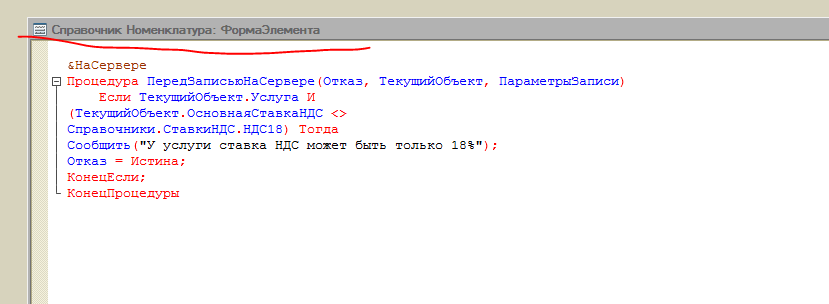 Справочник Номенклатура: ФормаЭлемента
&НаСервере
Процедура ПередЗаписьюНаСервере(Отказ, ТекущийОбъект, ПараметрыЗаписи)
Если ТекущийОбъект.Услуга И
(ТекущийОбъект.ОсновнаяСтавкаНДС <>
Справочники.СтавкиНДС.НДС18) Тогда
Сообщить("У услуги ставка НДС может быть только 18%");
Отказ = Истина;
КонецЕсли;
КонецПроцедуры